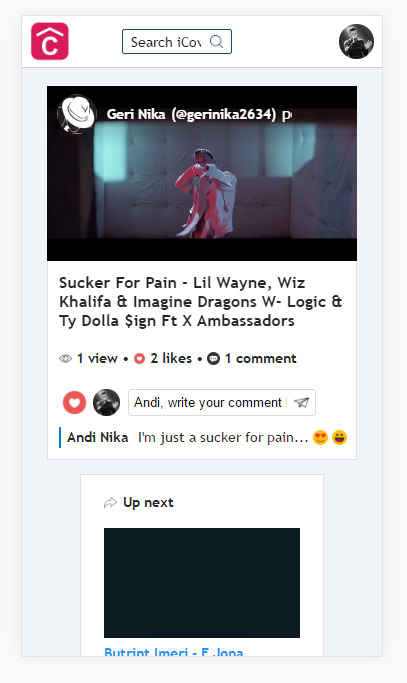 C
Search iCov
Geri Nika (@gerinika2634) p
Sucker For Pain - Lil Wayne, Wiz
Khalifa & Imagine Dragons W- Logic &
Ty Dolla $ign Ft X Ambassadors
1 view • 2 likes • 1 comment
Andi, write your comment
Andi Nika I'm just a sucker for pain... 😍 😀
Up next
Butrint Imeri - E Jona